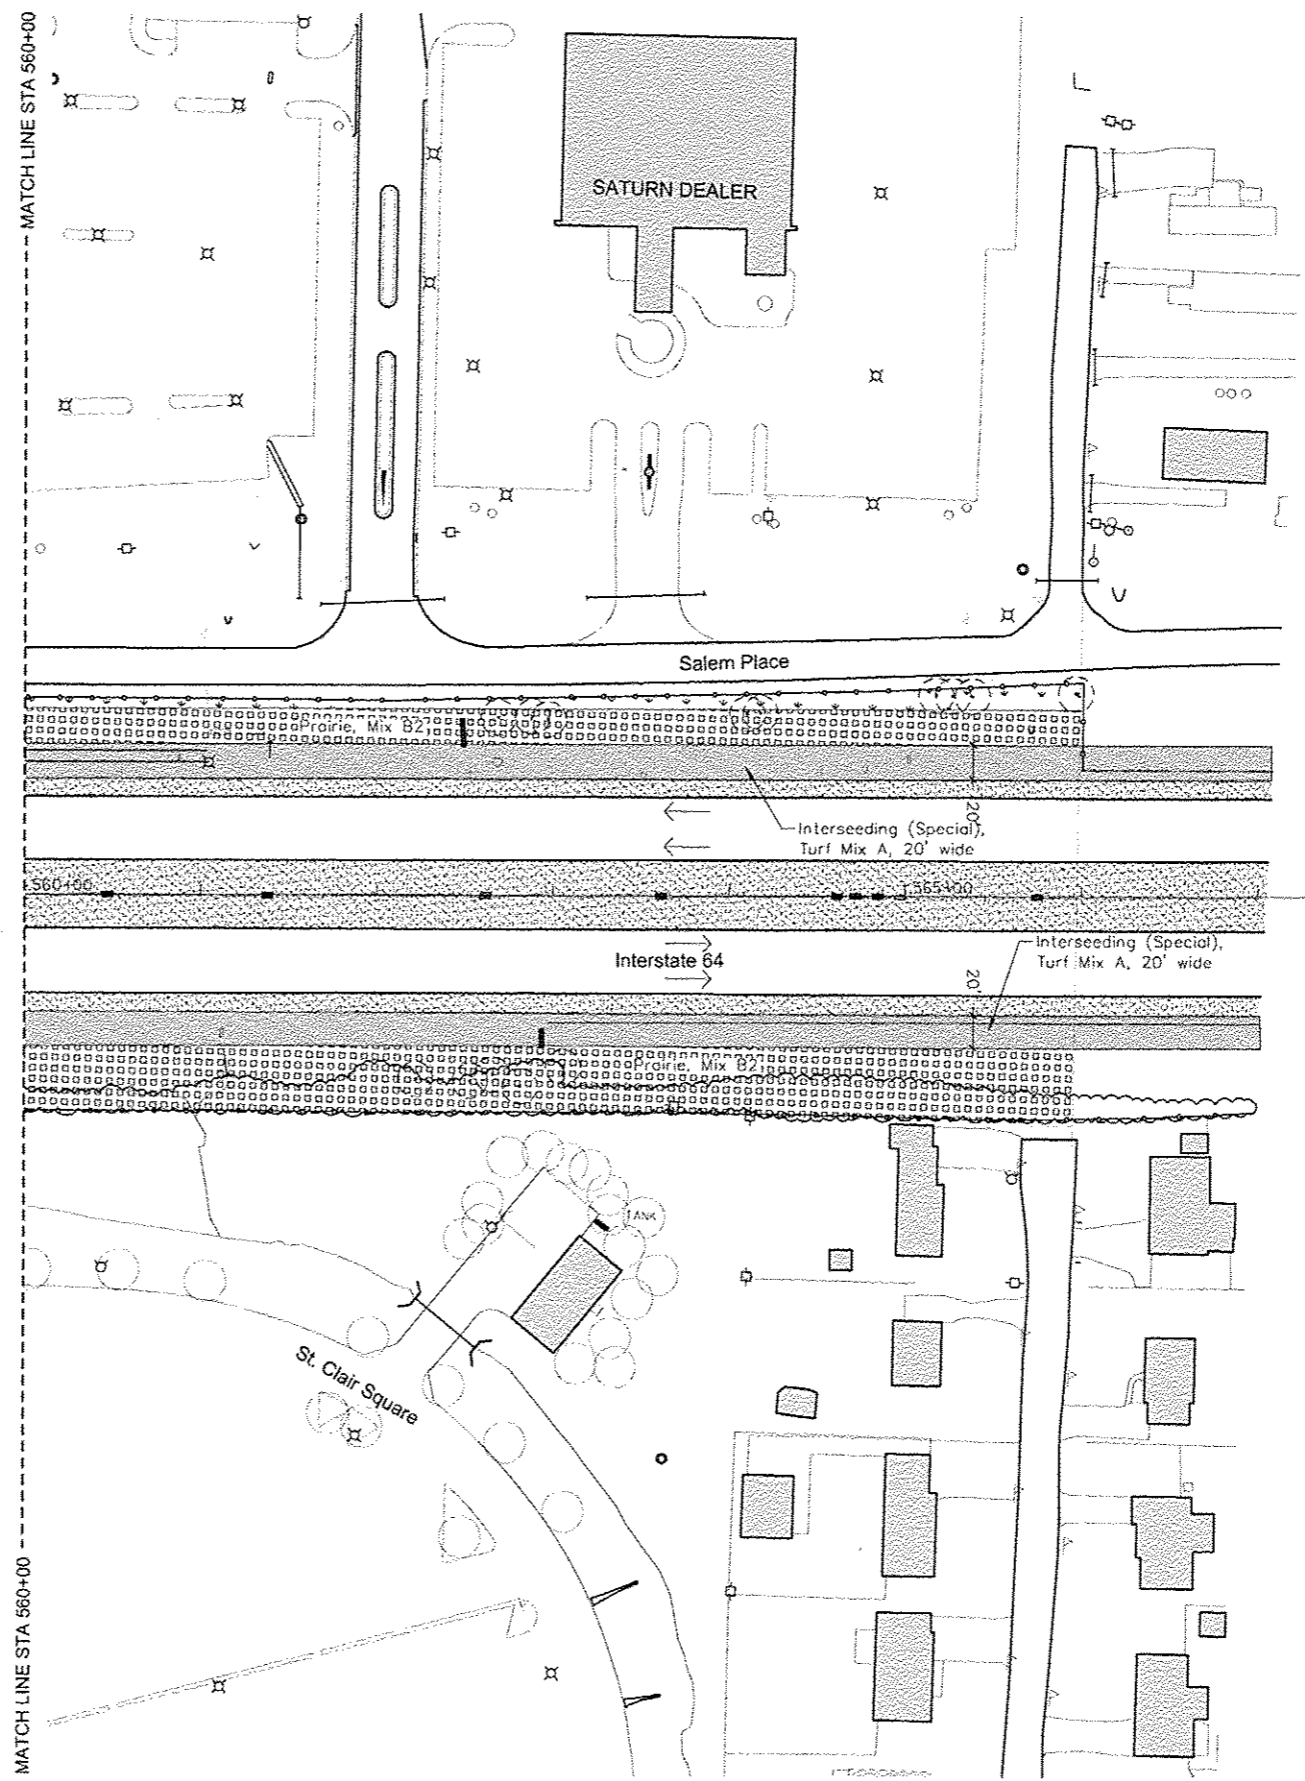 MATCH LINE STA 560+00
SATURN DEALER
Salem Place
Prairie, Mix B2
20'
Interseeding (Special),
Turf Mix A, 20' wide
560+00
565+00
Interstate 64
Interseeding (Special),
Turf Mix A, 20' wide
20'
Prairie, Mix B2
TANK
St. Clair Square
MATCH LINE STA 560+00